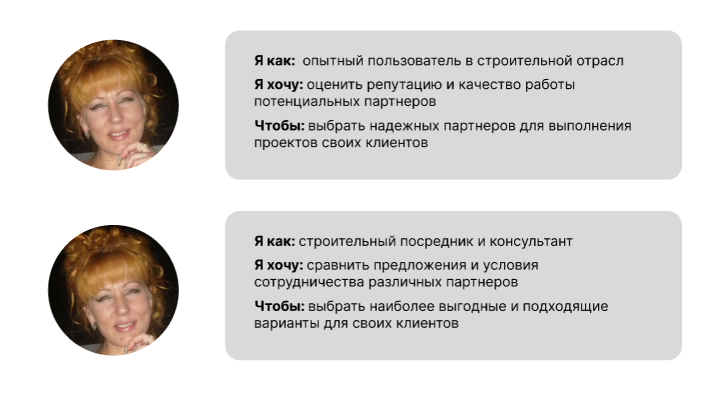 Я как:  опытный пользователь в строительной отрасл
Я хочу: оценить репутацию и качество работы
потенциальных партнеров
Чтобы: выбрать надежных партнеров для выполнения
проектов своих клиентов
Я как: строительный посредник и консультант
Я хочу: сравнить предложения и условия
сотрудничества различных партнеров
Чтобы: выбрать наиболее выгодные и подходящие
варианты для своих клиентов